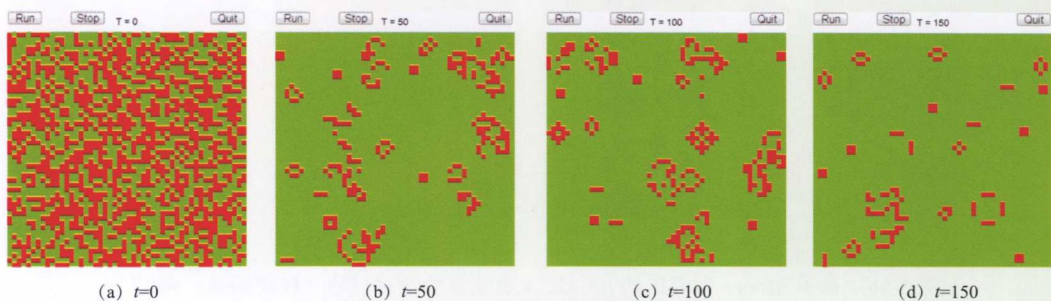 Run Stop T = 0 Quit
Run Stop T = 50 Quit
Run Stop T = 100 Quit
Run Stop T = 150 Quit
(a) t=0
(b) t=50
(c) t=100
(d) t=150